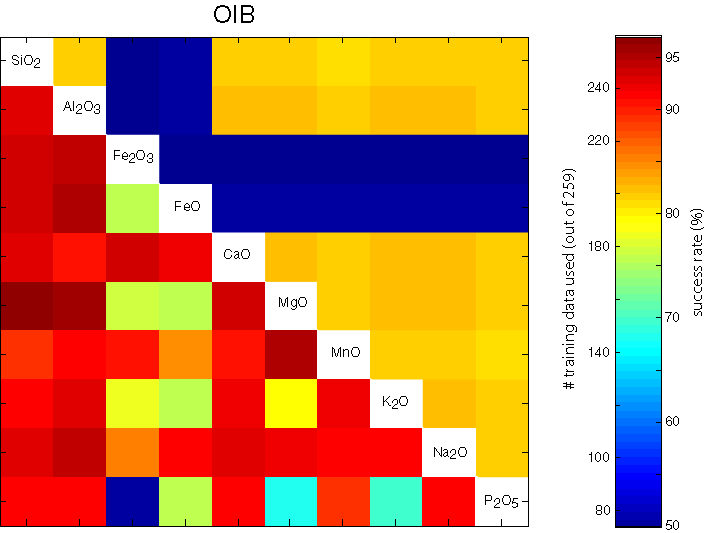 OIB
SiO2
Al2O3
Fe2O3
FeO
CaO
MgO
MnO
K2O
Na2O
P2O5
# training data used (out of 259)
240
220
180
140
100
80
95
90
80
70
60
50
success rate (%)